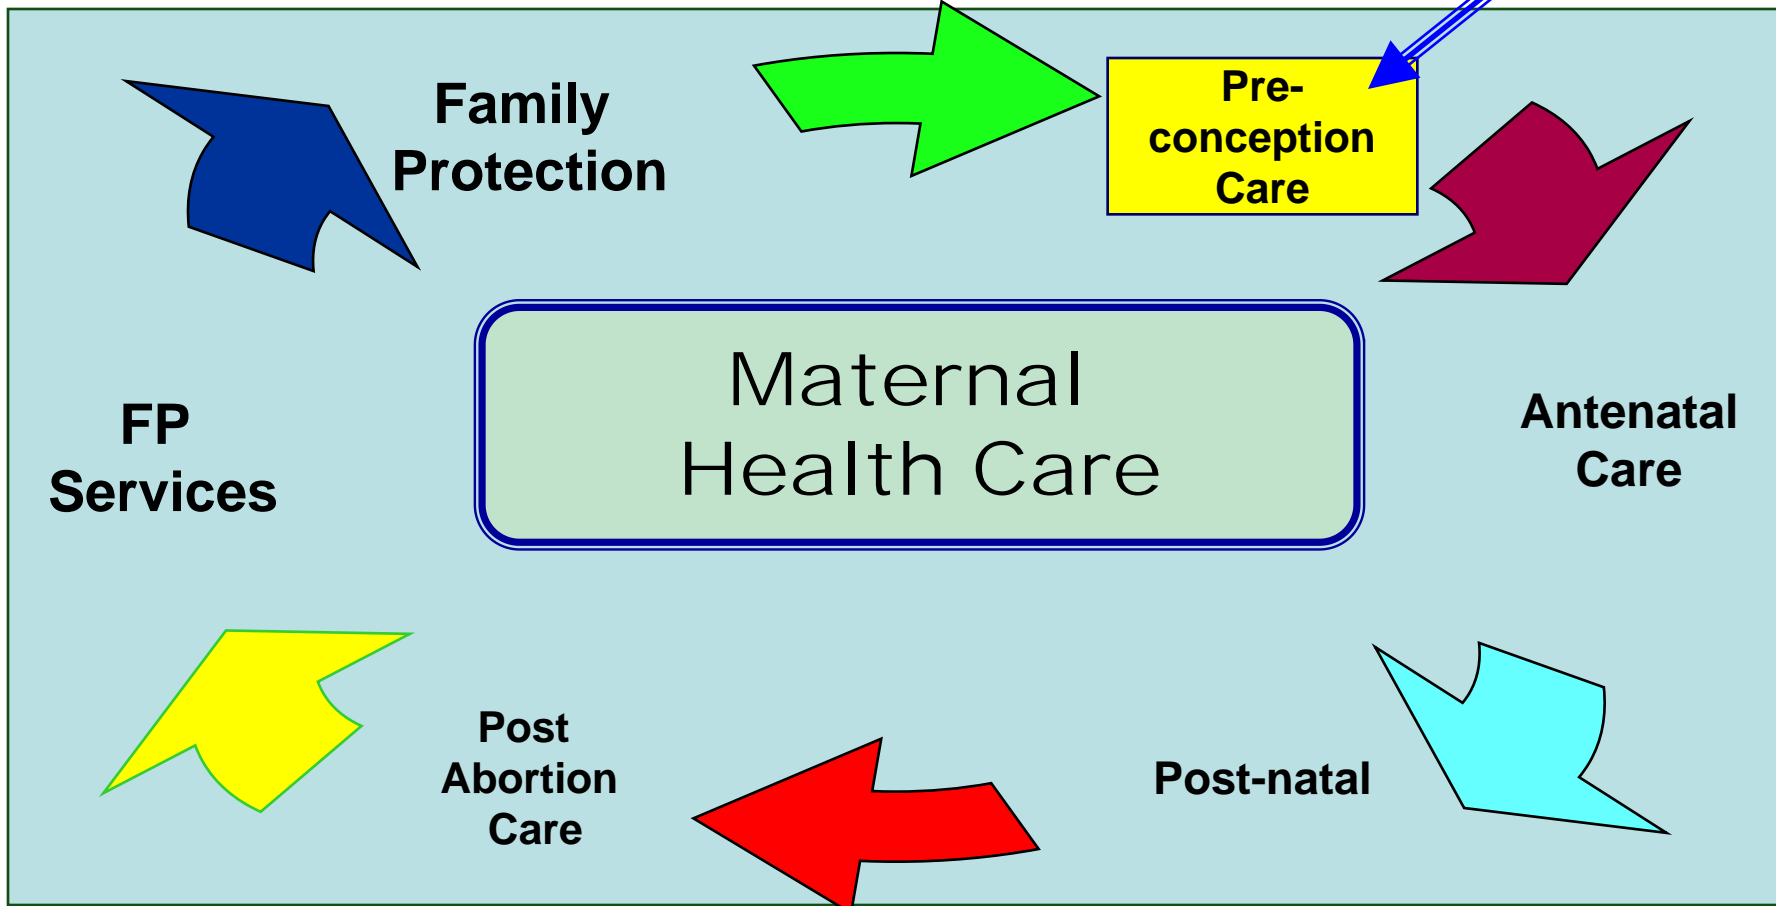 Family
Protection
Pre-
conception
Care
Maternal
Health Care
FP
Services
Antenatal
Care
Post
Abortion
Care
Post-natal